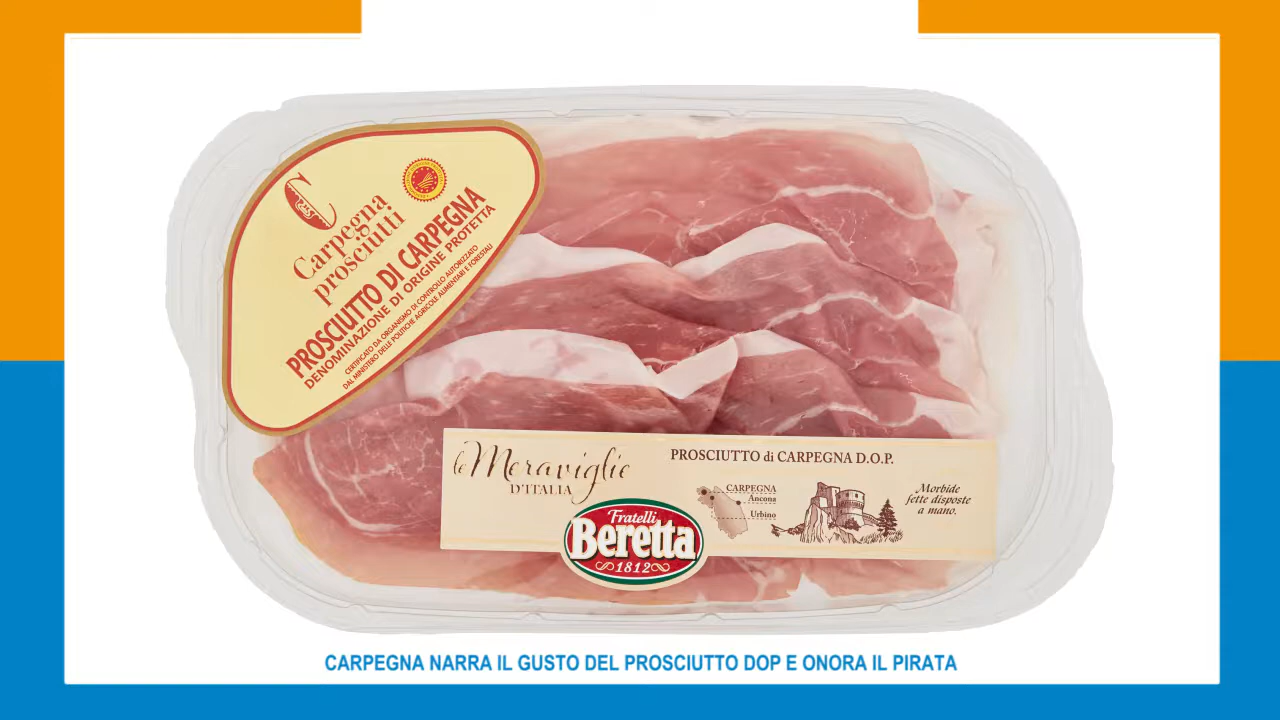 Carpegna
prosciutti
PROSCIUTTO DI CARPEGNA
DENOMINAZIONE DI ORIGINE PROTETTA
CERTIFICATO DA ORGANISMO DI CONTROLLO AUTORIZZATO
DAL MINISTERO DELLE POLITICHE AGRICOLE ALIMENTARI E FORESTALI
le Meraviglie
D'ITALIA
PROSCIUTTO di CARPEGNA D.O.P.
CARPEGNA
Ancona
Urbino
Morbide
fette disposte
a mano.
Fratelli
Beretta
1812
CARPEGNA NARRA IL GUSTO DEL PROSCIUTTO DOP E ONORA IL PIRATA